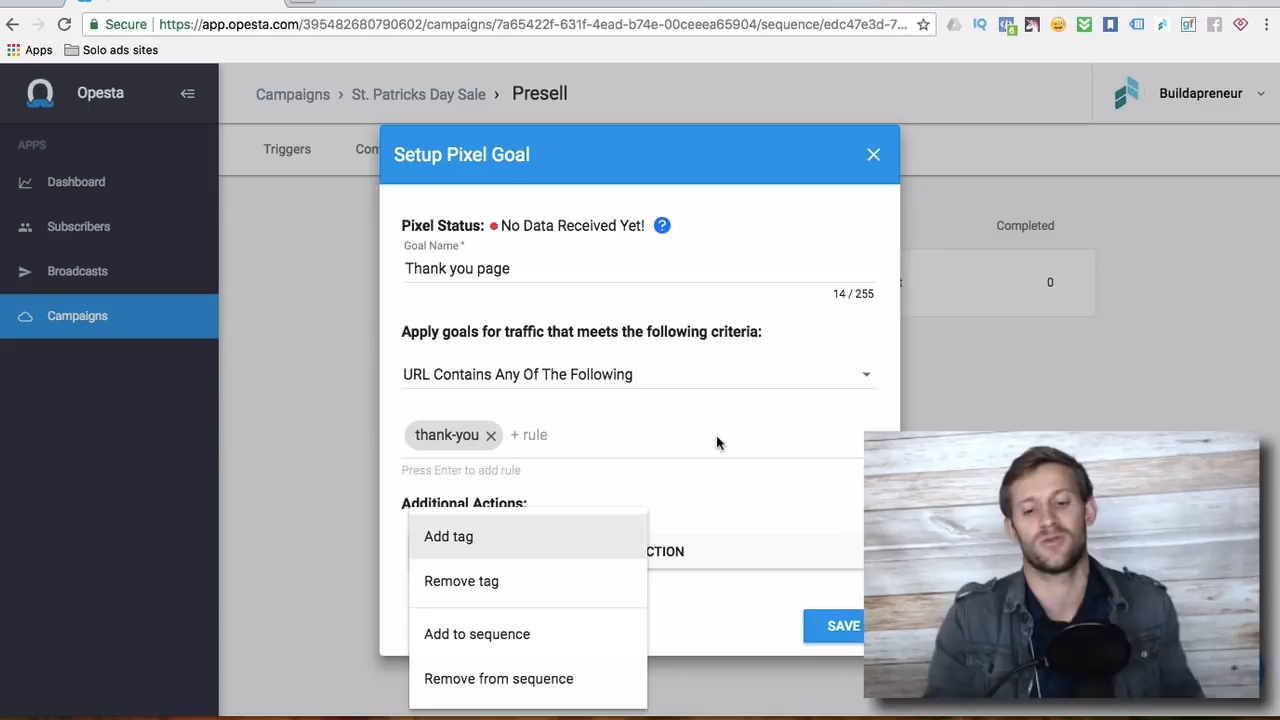 Secure
https://app.opesta.com/395482680790602/campaigns/7a65422f-631f-4ead-b74e-00ceeea65904/sequence/edc47e3d-7...
6
gf
Apps
Solo ads sites
Opesta
Campaigns › St. Patricks Day Sale › Presell
Buildapreneur
APPS
Dashboard
Subscribers
Broadcasts
Campaigns
Triggers
Con
Completed
0
Setup Pixel Goal
Pixel Status: No Data Received Yet! ?
Goal Name *
Thank you page
14 / 255
Apply goals for traffic that meets the following criteria:
URL Contains Any Of The Following
thank-you + rule
Press Enter to add rule
Additional Actions:
CTION
Add tag
Remove tag
Add to sequence
Remove from sequence
SAVE